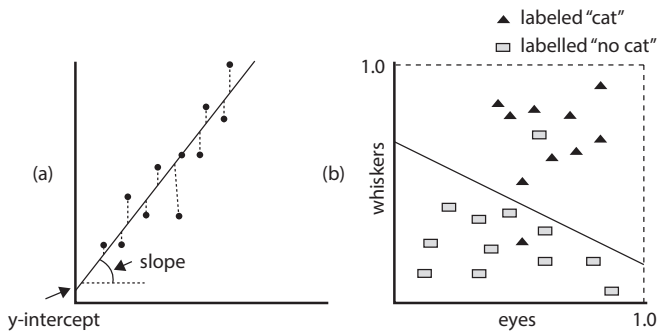 labeled “cat”
labelled “no cat”
(a)
slope
y-intercept
(b)
1.0
whiskers
eyes
1.0